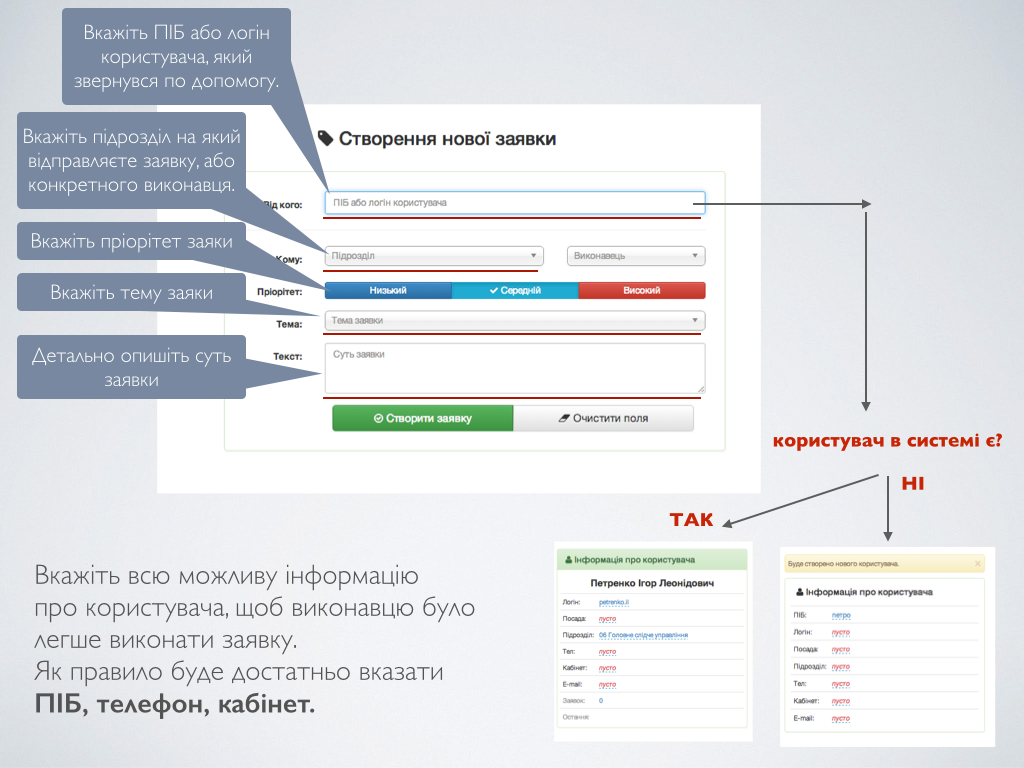 Вкажіть ПІБ або логін
користувача, який
звернувся по допомогу.
Вкажіть підрозділ на який
відправляєте заявку, або
конкретного виконавця.
Вкажіть пріорітет заяки
Вкажіть тему заяки
Детально опишіть суть
заявки
Створення нової заявки
Від кого:
ПІБ або логін користувача
Кому:
Підрозділ
Виконавець
Пріорітет:
Низький
Середній
Високий
Тема:
Тема заявки
Текст:
Суть заявки
Створити заявку
Очистити поля
користувач в системі є?
ТАК
НІ
Вкажіть всю можливу інформацію
про користувача, щоб виконавцю було
легше виконати заявку.
Як правило буде достатньо вказати
ПІБ, телефон, кабінет.
Інформація про користувача
Петренко Ігор Леонідович
Логін: petrenko.il
Посада: пусто
Підрозділ: 06 Головне слідче управління
Тел: пусто
Кабінет: пусто
E-mail: пусто
Заявок: 0
Остання:
Буде створено нового користувача.
Інформація про користувача
ПІБ: петро
Логін: пусто
Посада: пусто
Підрозділ: пусто
Тел: пусто
Кабінет: пусто
E-mail: пусто